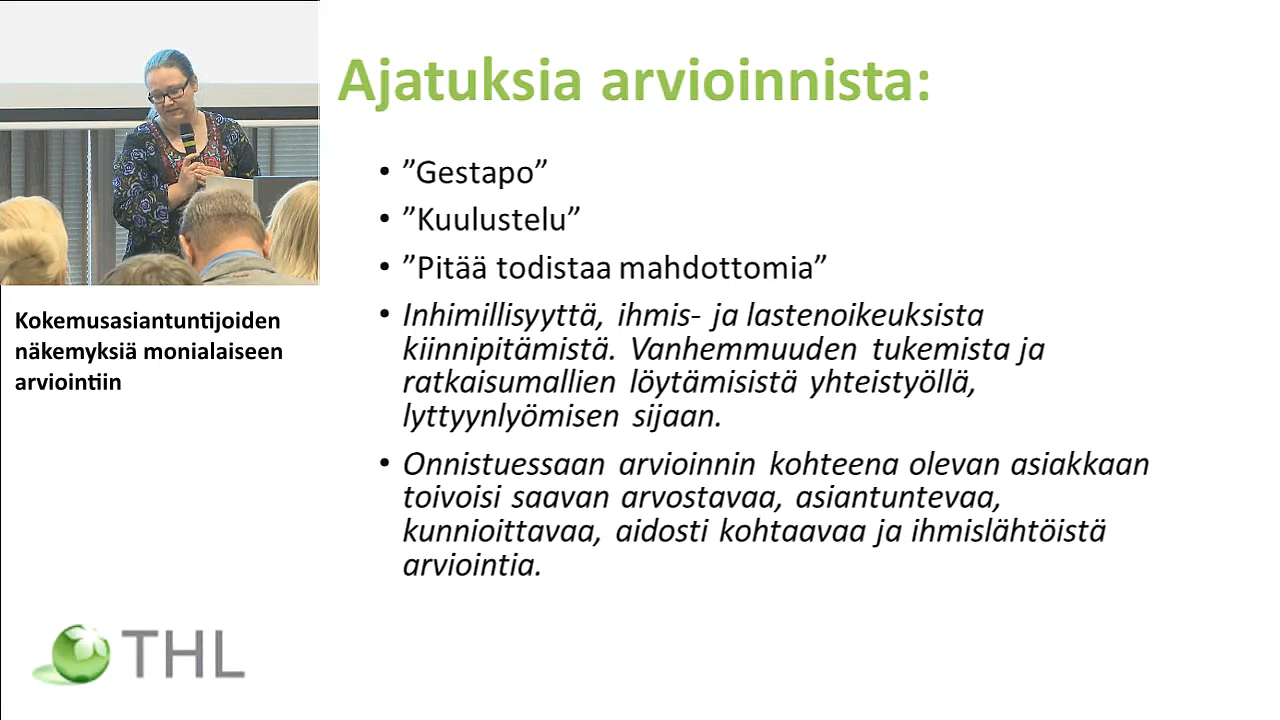 Ajatuksia arvioinnista:
• ”Gestapo”
• ”Kuulustelu”
• ”Pitää todistaa mahdottomia”
• Inhimillisyyttä, ihmis- ja lastenoikeuksista
kiinnipitämistä. Vanhemmuuden tukemista ja
ratkaisumallien löytämisistä yhteistyöllä,
lyttyynlyömisen sijaan.
• Onnistuessaan arvioinnin kohteena olevan asiakkaan
toivoisi saavan arvostavaa, asiantuntevaa,
kunnioittavaa, aidosti kohtaavaa ja ihmislähtöistä
arviointia.
Kokemusasiantuntijoiden
näkemyksiä monialaiseen
arviointiin
THL